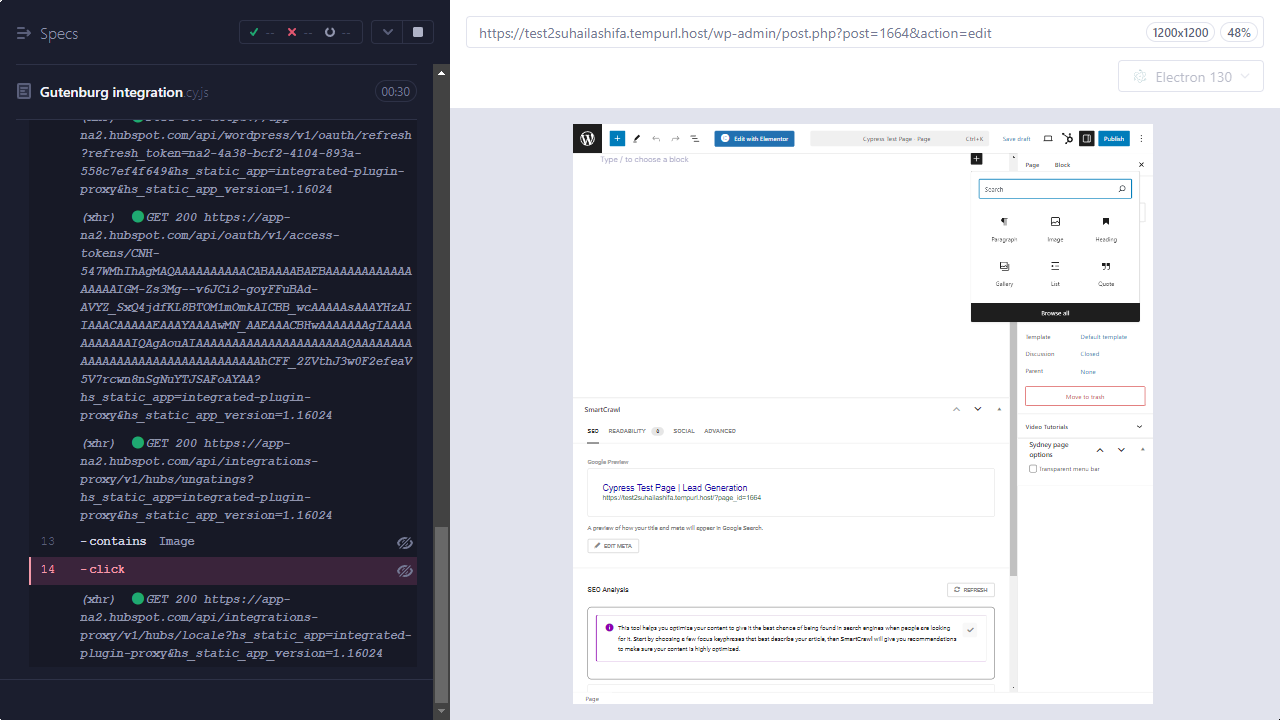 Specs
-- -- --
Gutenburg integration.cy.js
00:30
na2.hubspot.com/api/wordpress/v1/oauth/refresh
?refresh_token=na2-4a38-bcf2-4104-893a-
558c7ef4f649&hs_static_app=integrated-plugin-
proxy&hs_static_app_version=1.16024
(xhr) GET 200 https://app-
na2.hubspot.com/api/oauth/v1/access-
tokens/CNH-
(xhr) GET 200 https://app-
na2.hubspot.com/api/integrations-
proxy/v1/hubs/ungatings?
hs_static_app=integrated-plugin-
proxy&hs_static_app_version=1.16024
hs_static_app=integrated-plugin-
proxy&hs_static_app_version=1.16024
13 -contains Image
14 -click
(xhr) GET 200 https://app-
na2.hubspot.com/api/integrations-
proxy/v1/hubs/locale?hs_static_app=integrated-
plugin-proxy&hs_static_app_version=1.16024
https://test2suhailashifa.tempurl.host/wp-admin/post.php?post=1664&action=edit
1200x1200
48%
Electron 130
Edit with Elementor
Cypress Test Page · Page
Ctrl+K
Save draft
Publish
Type / to choose a block
Page Block
Search
Paragraph Image Heading
Gallery List Quote
Browse all
Template Default template
Discussion Closed
Parent None
Move to trash
Video Tutorials
Sydney page
options
Transparent menu bar
SmartCrawl
SEO READABILITY SOCIAL ADVANCED
Google Preview
Cypress Test Page | Lead Generation
https://test2suhailashifa.tempurl.host/?page_id=1664
A preview of how your title and meta will appear in Google Search.
EDIT META
SEO Analysis
REFRESH
This tool helps you optimize your content to give it the best chance of being found in search engines when people are looking
for it. Start by choosing a few focus keyphrases that best describe your article, then SmartCrawl will give you recommendations
to make sure your content is highly optimized.
Page